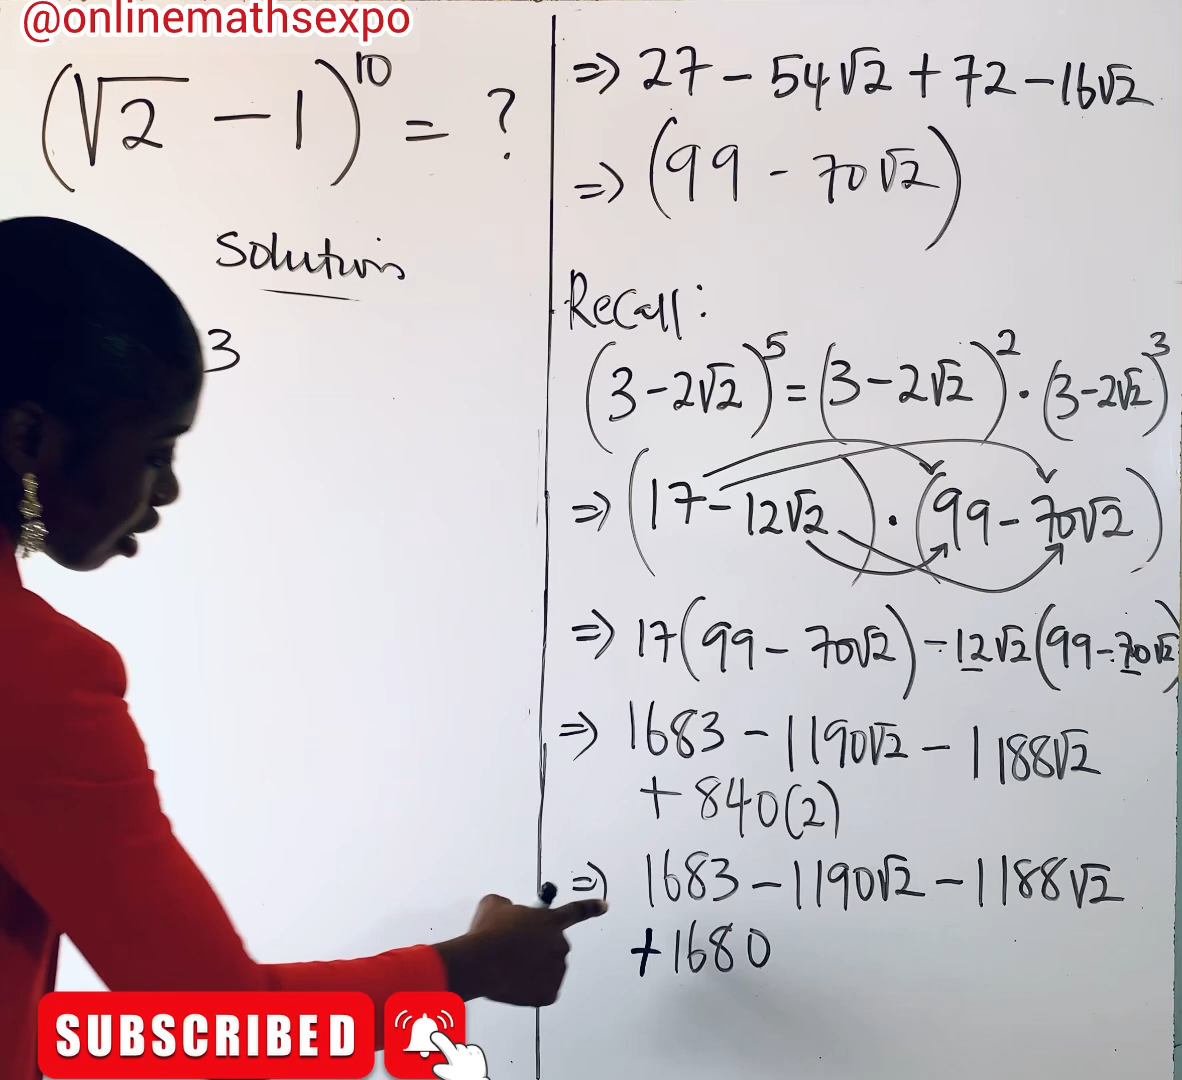 @onlinemathsexpo
(√2 - 1)^10 = ?
Solutions
3
=> 27 - 54√2 + 72 - 16√2
=> (99 - 70√2)
Recall:
(3 - 2√2)^5 = (3 - 2√2)^2 · (3 - 2√2)^3
=> (17 - 12√2) · (99 - 70√2)
=> 17(99 - 70√2) - 12√2(99 - 70√2)
=> 1683 - 1190√2 - 1188√2
+ 840(2)
=> 1683 - 1190√2 - 1188√2
+1680
SUBSCRIBED